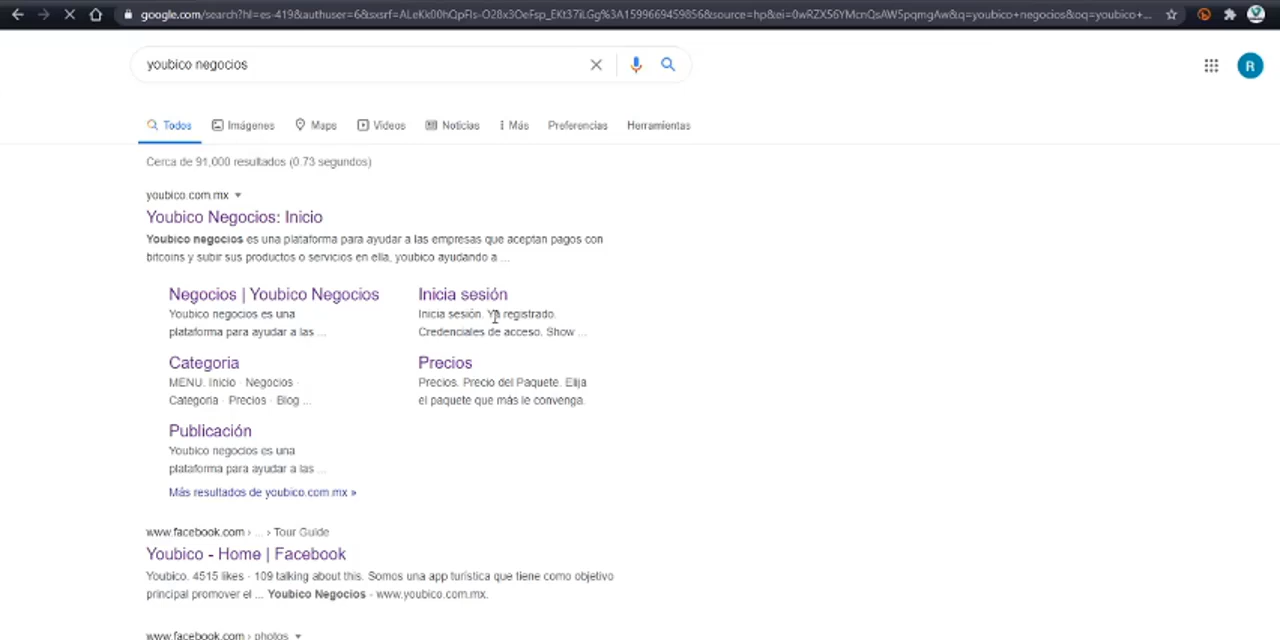 youbico negocios
R
Todos Imágenes Maps Videos Noticias Más Preferencias Herramientas
Cerca de 91,000 resultados (0.73 segundos)
youbico.com.mx
Youbico Negocios: Inicio
Youbico negocios es una plataforma para ayudar a las empresas que aceptan pagos con
bitcoins y subir sus productos o servicios en ella, youbico ayudando a ...
Negocios | Youbico Negocios
Youbico negocios es una
plataforma para ayudar a las ...
Inicia sesión
Inicia sesión. Ya registrado.
Credenciales de acceso. Show ...
Categoria
MENU. Inicio · Negocios ·
Categoria · Precios · Blog ...
Precios
Precios. Precio del Paquete. Elija
el paquete que más le convenga.
Publicación
Youbico negocios es una
plataforma para ayudar a las ...
Más resultados de youbico.com.mx »
www.facebook.com › ... › Tour Guide
Youbico - Home | Facebook
Youbico. 4515 likes · 109 talking about this. Somos una app turística que tiene como objetivo
principal promover el ... Youbico Negocios - www.youbico.com.mx.
www.facebook.com › photos